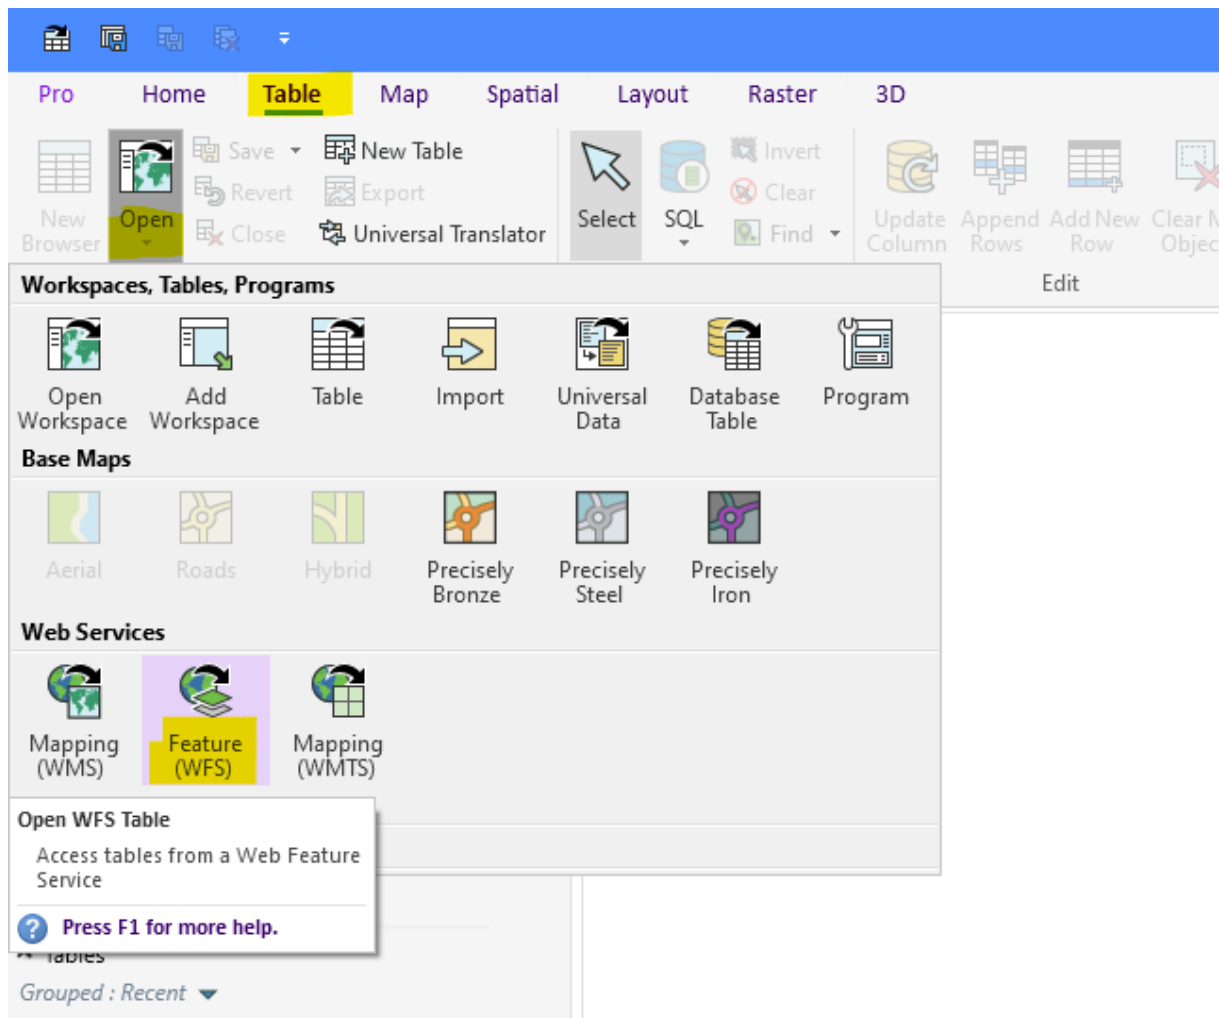 Pro Home Table Map Spatial Layout Raster 3D
Save New Table Invert
Revert Export Clear
New Browser Open Close Universal Translator Select SQL Find Update Column Append Rows Add New Row Clear
Edit
Workspaces, Tables, Programs
Open Add Table Import Universal Database Program
Workspace Workspace Data Table
Base Maps
Aerial Roads Hybrid Precisely Precisely Precisely
Bronze Steel Iron
Web Services
Mapping Feature Mapping
(WMS) (WFS) (WMTS)
Open WFS Table
Access tables from a Web Feature
Service
? Press F1 for more help.
Tables
Grouped : Recent